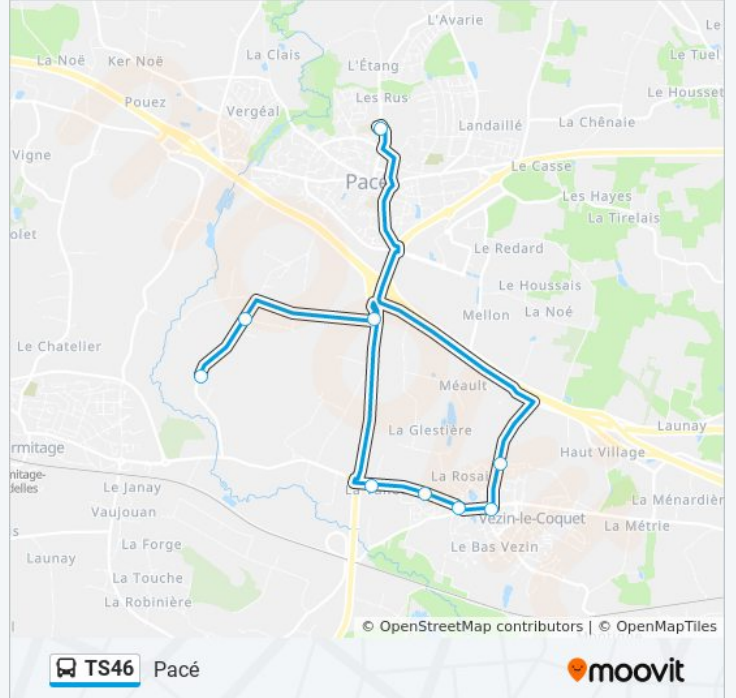 L'Avarie
Le
La Noë
Ker Noë
La Clais
Le Tuel
L'Étang
Le Housset
Pouez
Vergéal
Les Rus
Landaillé
La Chênaie
Vigne
Le Casse
Pacé
Les Hayes
La Tirelais
olet
Le Redard
Le Houssais
Mellon
La Noé
Le Chatelier
Méault
La Glestière
Launay
ermitage
Haut Village
mitage-
delles
Le Janay
La Rosai
La Ménardièr
Vaujouan
Vezin-le-Coquet
La Métrie
s
La Forge
Le Bas Vezin
Launay
La Touche
La Robinière
© OpenStreetMap contributors | © OpenMapTiles
TS46 Pacé
moovit